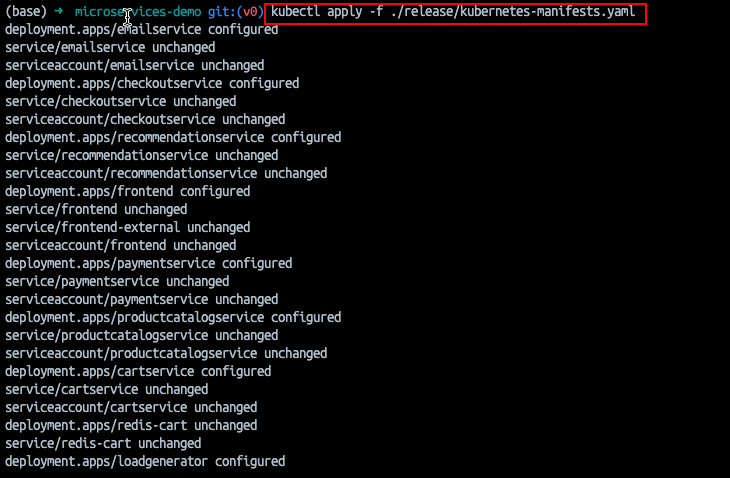 (base) → microservices-demo git:(v0) kubectl apply -f ./release/kubernetes-manifests.yaml
deployment.apps/emailservice configured
service/emailservice unchanged
serviceaccount/emailservice unchanged
deployment.apps/checkoutservice configured
service/checkoutservice unchanged
serviceaccount/checkoutservice unchanged
deployment.apps/recommendationservice configured
service/recommendationservice unchanged
serviceaccount/recommendationservice unchanged
deployment.apps/frontend configured
service/frontend unchanged
service/frontend-external unchanged
serviceaccount/frontend unchanged
deployment.apps/paymentservice configured
service/paymentservice unchanged
serviceaccount/paymentservice unchanged
deployment.apps/productcatalogservice configured
service/productcatalogservice unchanged
serviceaccount/productcatalogservice unchanged
deployment.apps/cartservice configured
service/cartservice unchanged
serviceaccount/cartservice unchanged
deployment.apps/redis-cart unchanged
service/redis-cart unchanged
deployment.apps/loadgenerator configured